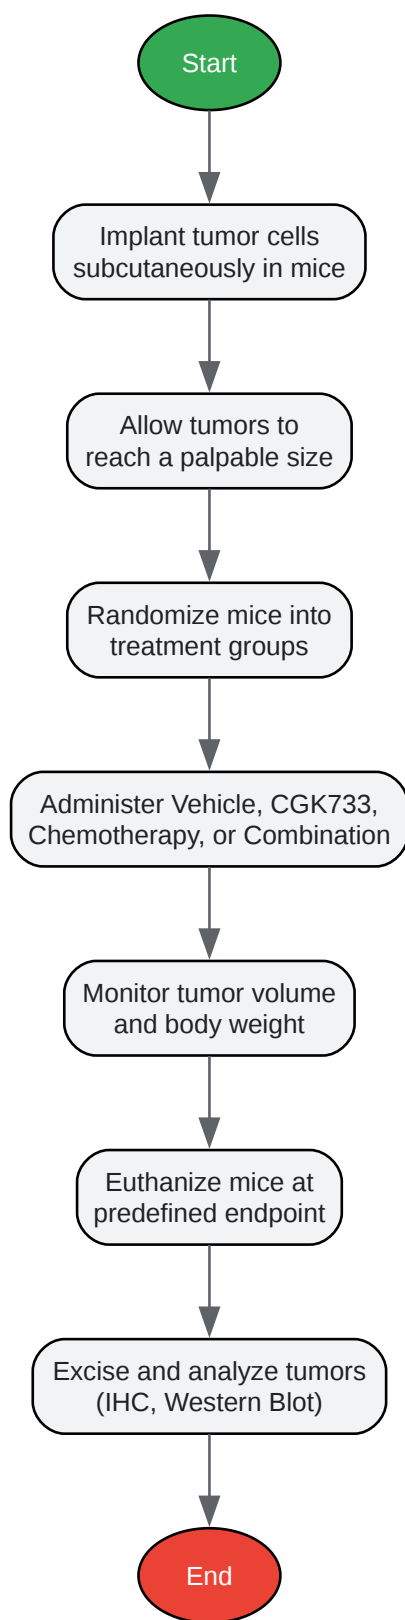 Start
Implant tumor cells
subcutaneously in mice
Allow tumors to
reach a palpable size
Randomize mice into
treatment groups
Administer Vehicle, CGK733,
Chemotherapy, or Combination
Monitor tumor volume
and body weight
Euthanize mice at
predefined endpoint
Excise and analyze tumors
(IHC, Western Blot)
End